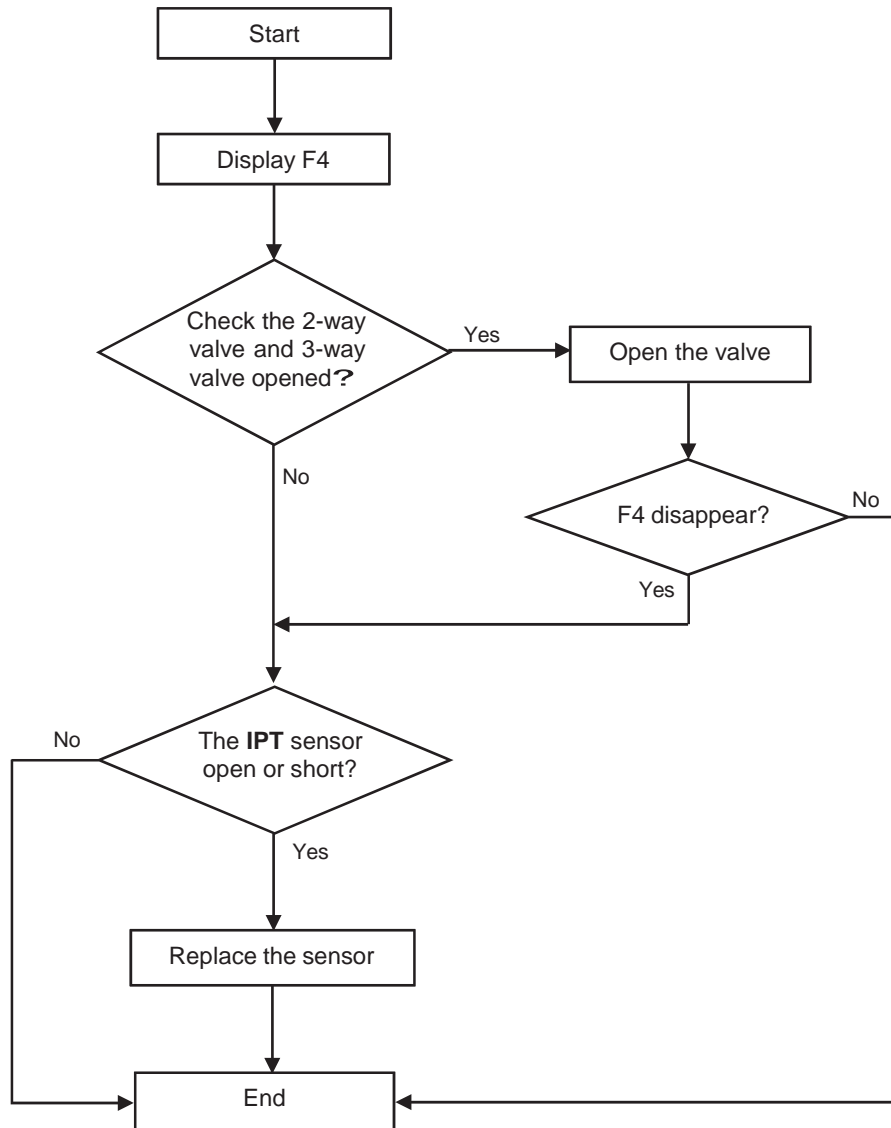 Start
Display F4
Check the 2-way
valve and 3-way
valve opened?
Yes
Open the valve
No
F4 disappear?
No
Yes
No
The IPT sensor
open or short?
Yes
Replace the sensor
End